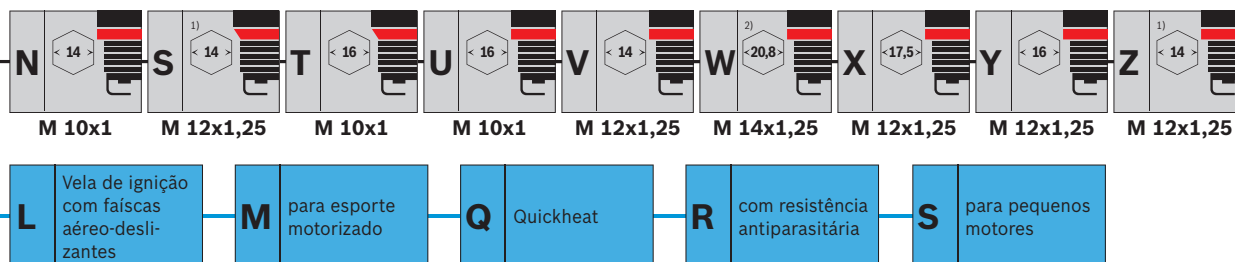 N < 14 >
S 1) < 14 >
T < 16 >
U < 16 >
V < 14 >
W 2) <20,8>
X <17,5>
Y < 16 >
Z 1) < 14 >
M 10x1 M 12x1,25 M 10x1 M 10x1 M 12x1,25 M 14x1,25 M 12x1,25 M 12x1,25 M 12x1,25
L
Vela de ignição
com faíscas
aéreo-desli-
zantes
M
para esporte
motorizado
Q
Quickheat
R
com resistência
antiparasitária
S
para pequenos
motores